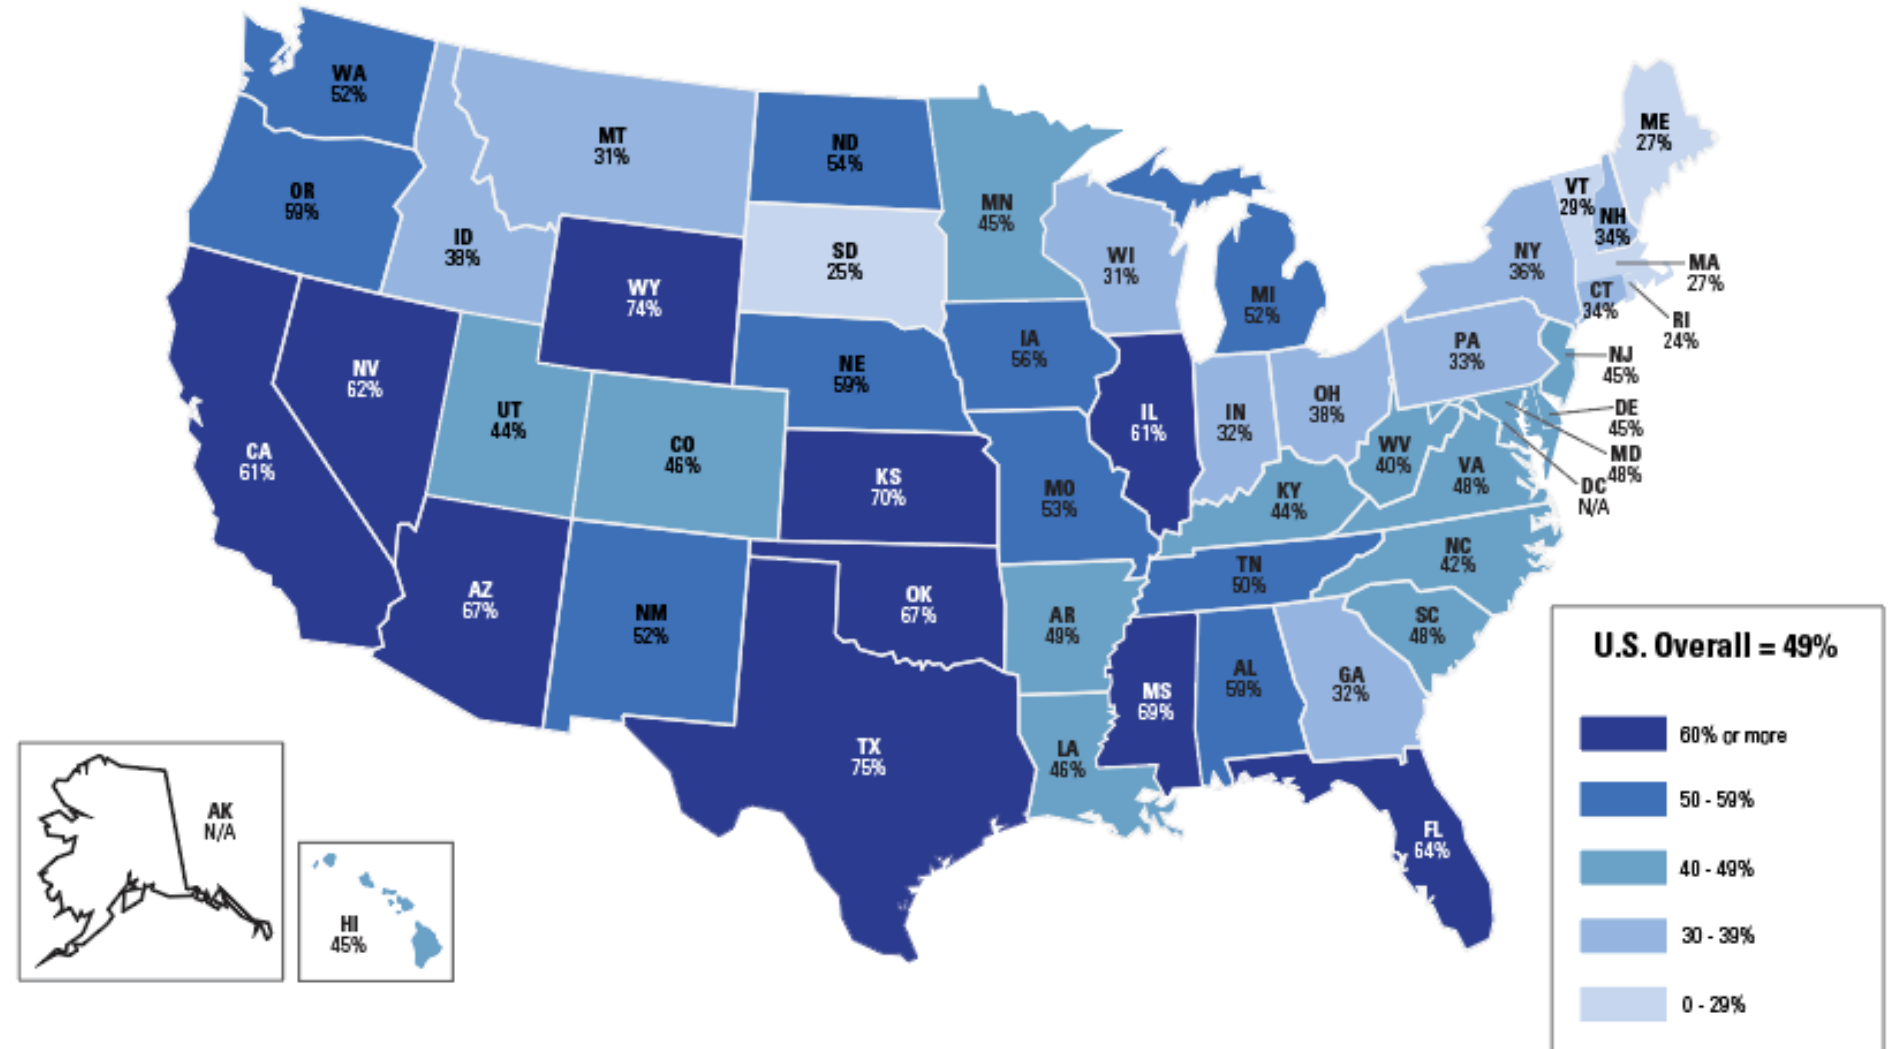 WA
52%
OR
59%
CA
61%
NV
62%
ID
38%
MT
31%
WY
74%
UT
44%
AZ
67%
CO
46%
NM
52%
ND
54%
SD
25%
NE
59%
KS
70%
OK
67%
TX
75%
MN
45%
IA
56%
MO
53%
AR
49%
LA
46%
WI
31%
IL
61%
MI
52%
IN
32%
OH
38%
KY
44%
TN
50%
MS
69%
AL
59%
GA
32%
FL
64%
SC
48%
NC
42%
VA
48%
WV
40%
PA
33%
NY
36%
VT
29%
NH
34%
ME
27%
MA
27%
CT
34%
RI
24%
NJ
45%
DE
45%
MD
48%
DC
N/A
AK
N/A
HI
45%
U.S. Overall = 49%
60% or more
50 - 59%
40 - 49%
30 - 39%
0 - 29%